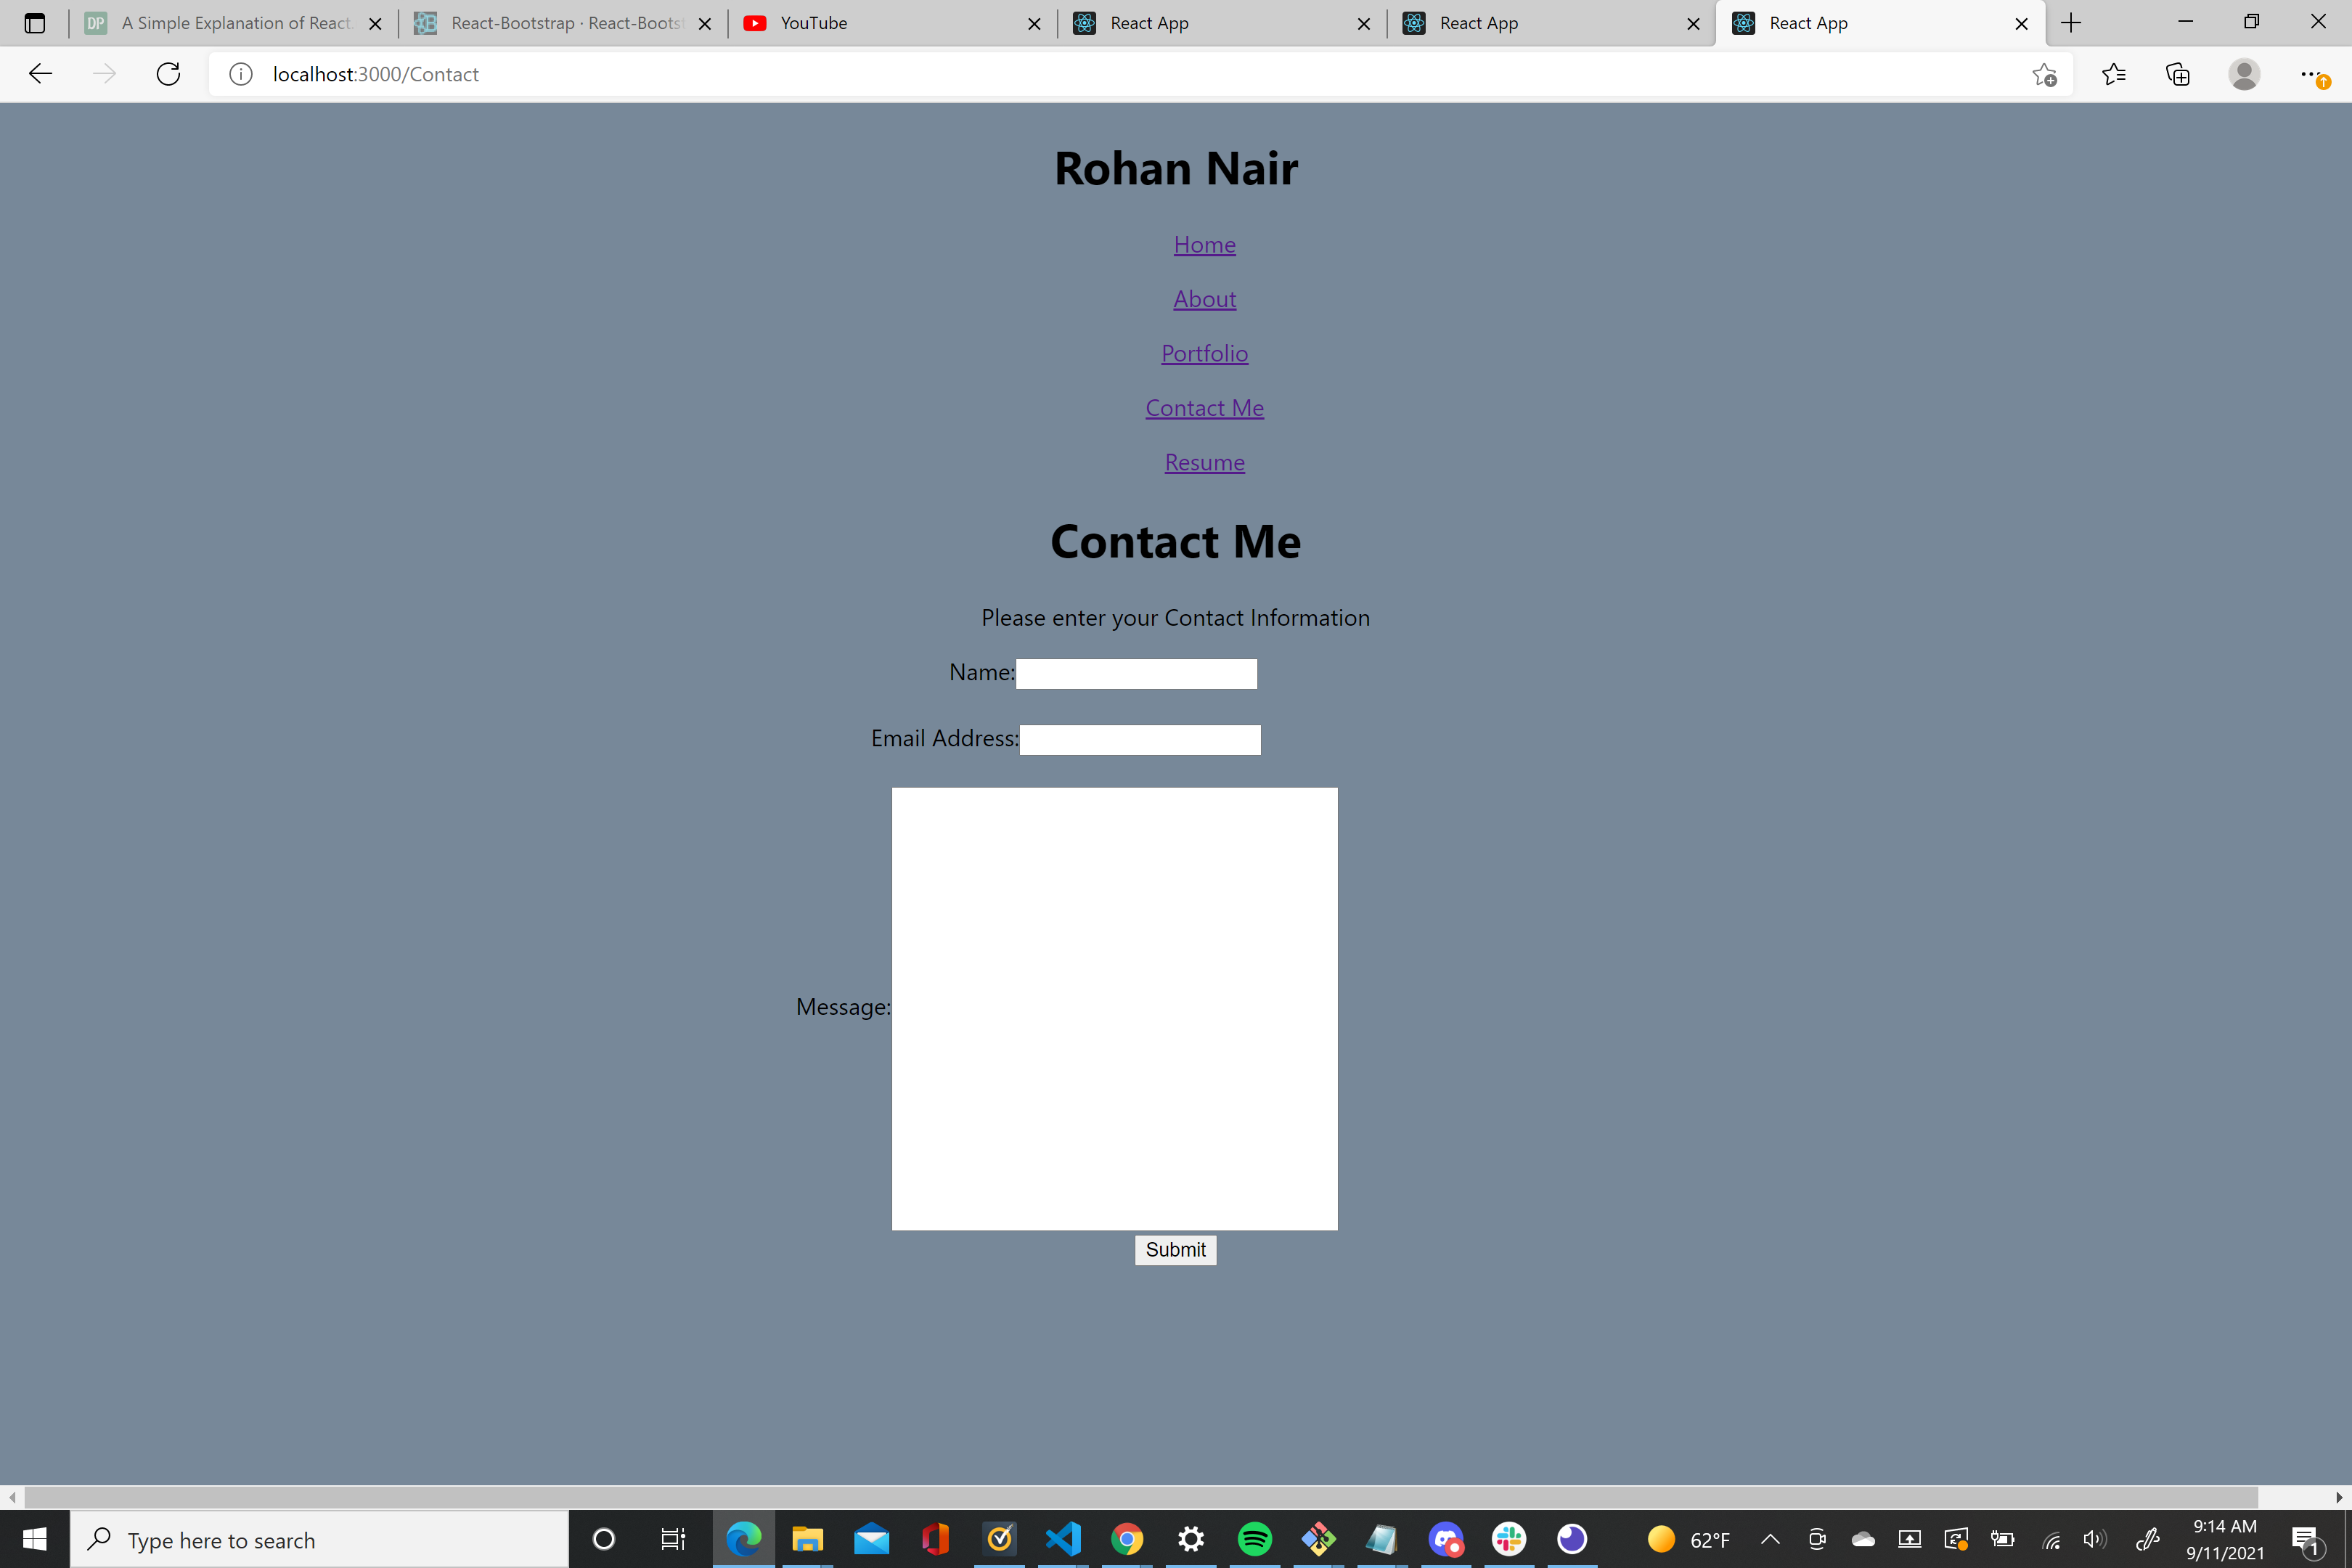 DP A Simple Explanation of React.
React-Bootstrap · React-Boots
YouTube
React App
React App
React App
localhost:3000/Contact
Rohan Nair
Home
About
Portfolio
Contact Me
Resume
Contact Me
Please enter your Contact Information
Name:
Email Address:
Message:
Submit
Type here to search
62°F
9:14 AM
9/11/2021
1